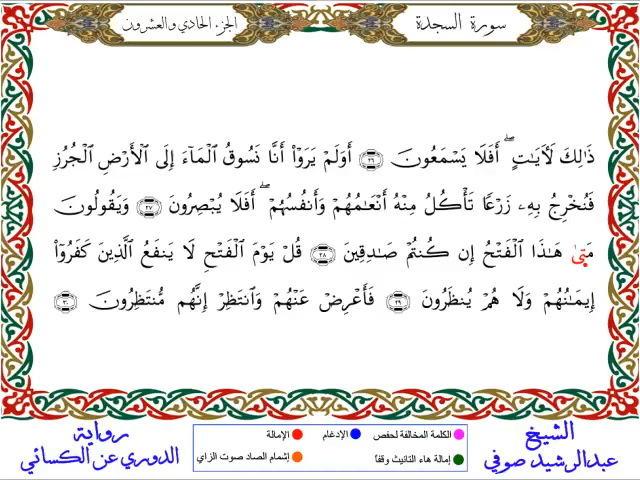 سورة السجدة
الجزء الحادي والعشرون
ذَٰلِكَ لَأٓيَٰتٍۖ أَفَلَا يَسۡمَعُونَ ۝٢٦ أَوَلَمۡ يَرَوۡاْ أَنَّا نَسُوقُ ٱلۡمَآءَ إِلَى ٱلۡأَرۡضِ ٱلۡجُرُزِ
فَنُخۡرِجُ بِهِۦ زَرۡعٗا تَأۡكُلُ مِنۡهُ أَنۡعَٰمُهُمۡ وَأَنفُسُهُمۡۖ أَفَلَا يُبۡصِرُونَ ۝٢٧ وَيَقُولُونَ
مَتَىٰ هَٰذَا ٱلۡفَتۡحُ إِن كُنتُمۡ صَٰدِقِينَ ۝٢٨ قُلۡ يَوۡمَ ٱلۡفَتۡحِ لَا يَنفَعُ ٱلَّذِينَ كَفَرُوٓاْ
إِيمَٰنُهُمۡ وَلَا هُمۡ يُنظَرُونَ ۝٢٩ فَأَعۡرِضۡ عَنۡهُمۡ وَٱنتَظِرۡ إِنَّهُم مُّنتَظِرُونَ ۝٣٠
الشيخ
عبدالرشيد صوفي
الكلمة المخالفة لحفص
الإدغام
الإمالة
إمالة هاء التانيث وقفاً
إشمام الصاد صوت الزاي
رواية
الدوري عن الكسائي